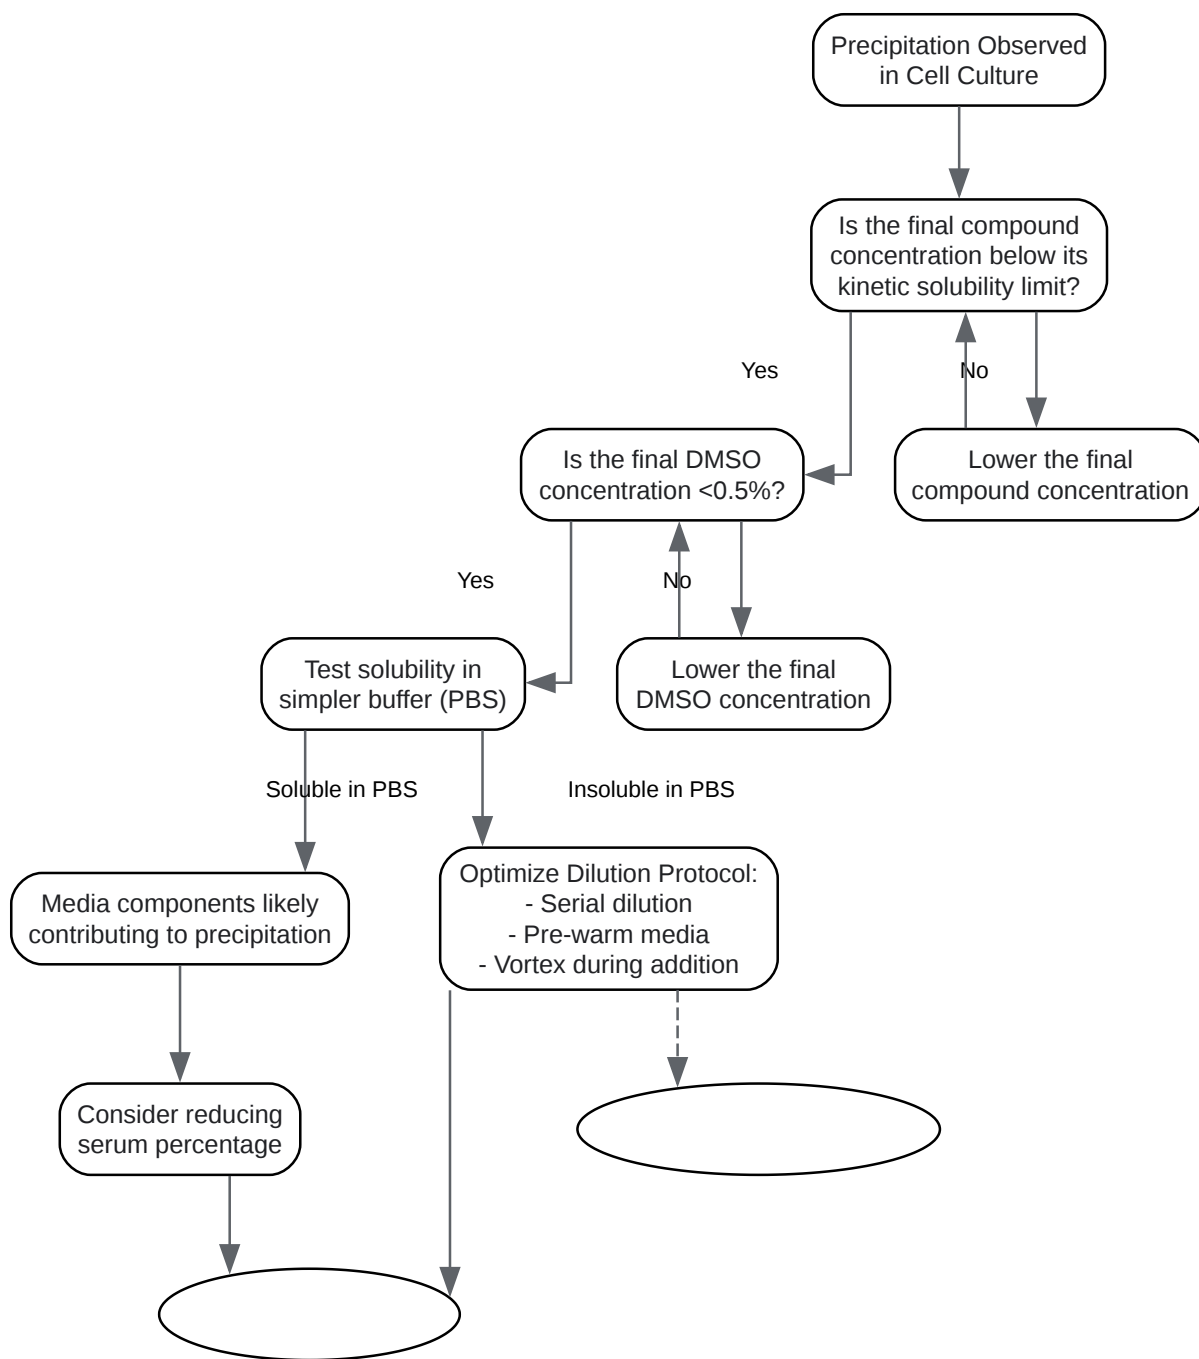 Precipitation Observed
in Cell Culture
Is the final compound
concentration below its
kinetic solubility limit?
Yes
No
Is the final DMSO
concentration <0.5%?
Lower the final
compound concentration
Yes
No
Test solubility in
simpler buffer (PBS)
Lower the final
DMSO concentration
Soluble in PBS
Insoluble in PBS
Media components likely
contributing to precipitation
Optimize Dilution Protocol:
- Serial dilution
- Pre-warm media
- Vortex during addition
Consider reducing
serum percentage